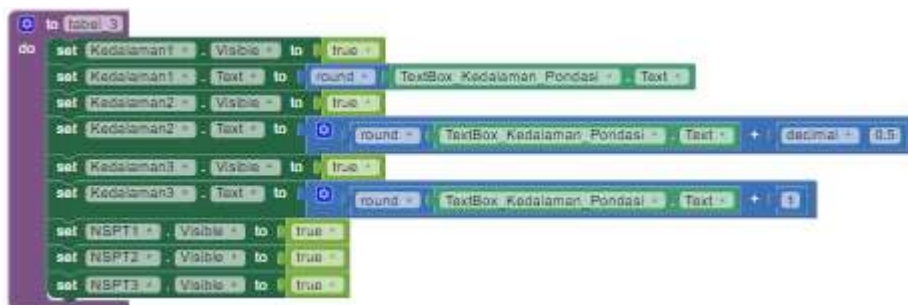 to tabel_3
do set Kedalaman1 . Visible to true
set Kedalaman1 . Text to round TextBox_Kedalaman_Pondasi . Text
set Kedalaman2 . Visible to true
set Kedalaman2 . Text to round TextBox_Kedalaman_Pondasi . Text + decimal 0.5
set Kedalaman3 . Visible to true
set Kedalaman3 . Text to round TextBox_Kedalaman_Pondasi . Text + 1
set NSPT1 . Visible to true
set NSPT2 . Visible to true
set NSPT3 . Visible to true